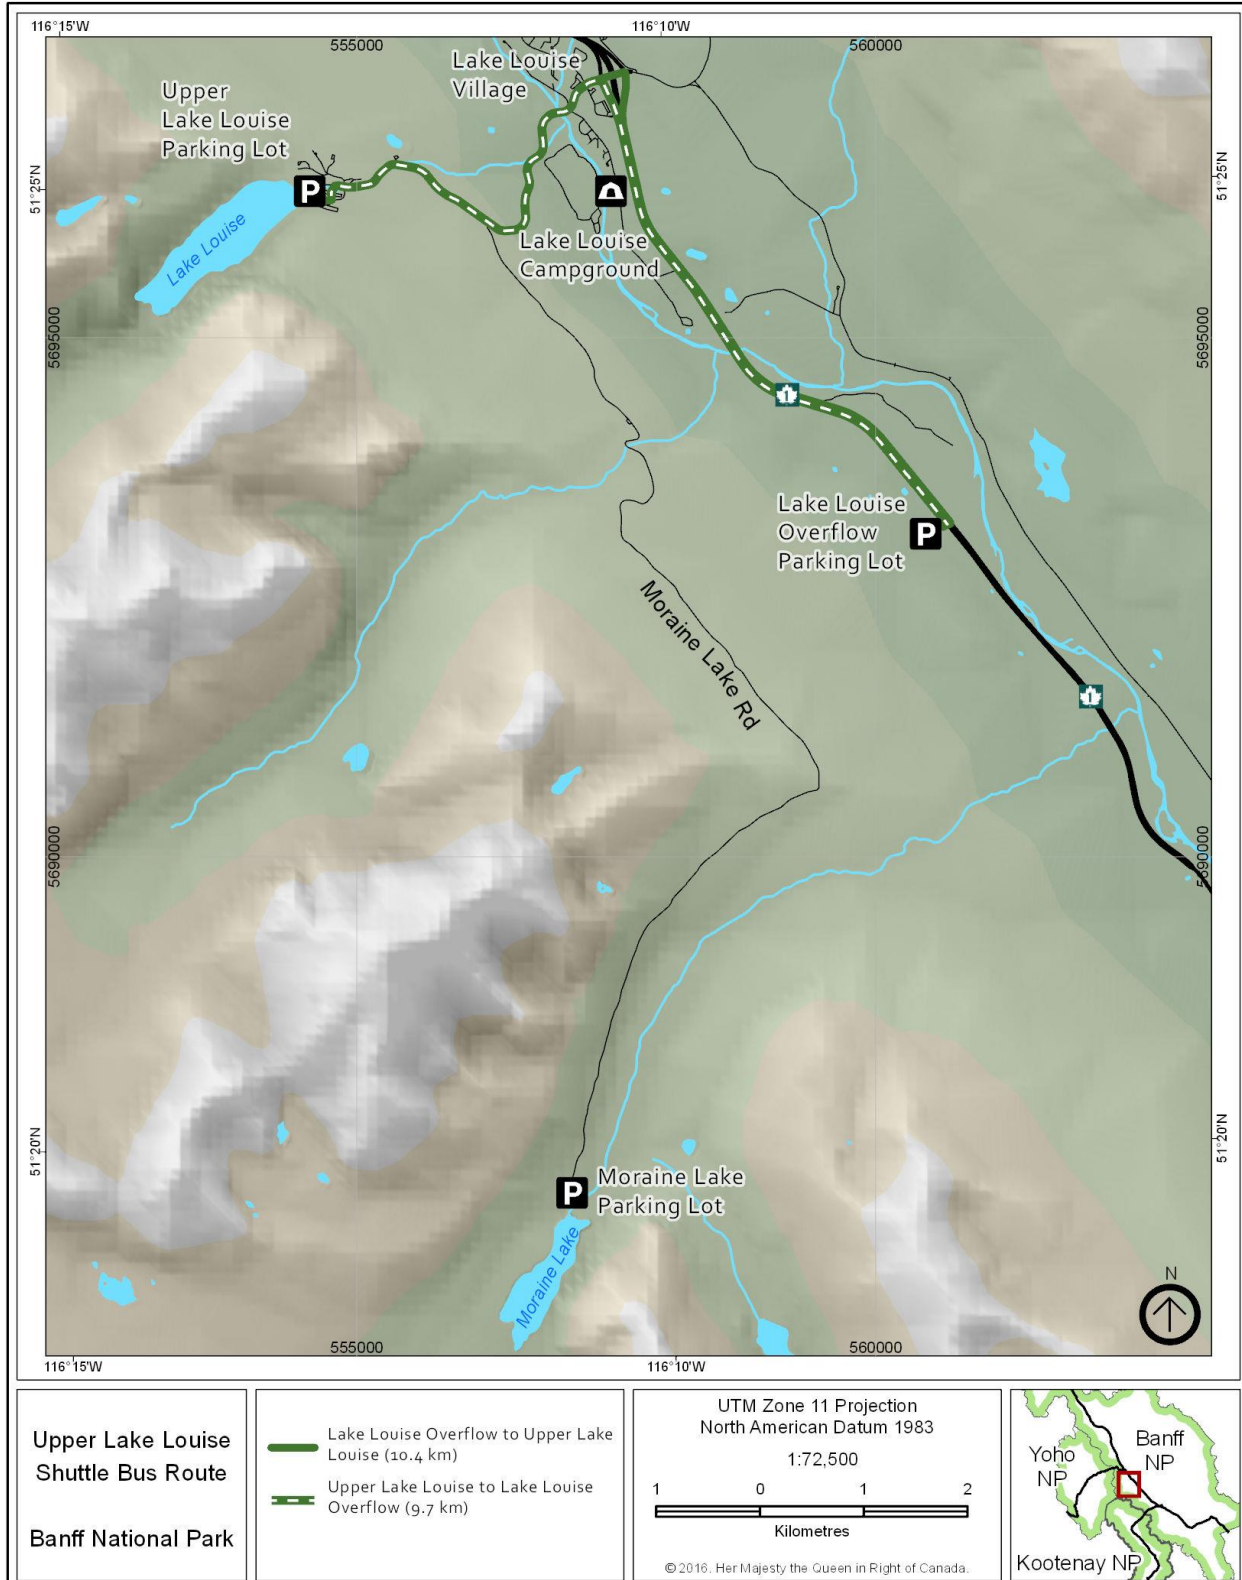 116°15'W
116°10'W
555000
560000
Lake Louise
Village
Upper
Lake Louise
Parking Lot
P
51°25'N
51°25'N
Lake Louise
Lake Louise
Campground
5695000
5695000
1
Lake Louise
Overflow
Parking Lot
P
Moraine Lake Rd
1
5690000
5690000
51°20'N
51°20'N
P
Moraine Lake
Parking Lot
Moraine Lake
N
555000
560000
116°15'W
116°10'W
Upper Lake Louise
Shuttle Bus Route
Banff National Park
Lake Louise Overflow to Upper Lake
Louise (10.4 km)
Upper Lake Louise to Lake Louise
Overflow (9.7 km)
UTM Zone 11 Projection
North American Datum 1983
1:72,500
1 0 1 2
Kilometres
© 2016. Her Majesty the Queen in Right of Canada.
Yoho
NP
Banff
NP
Kootenay NP